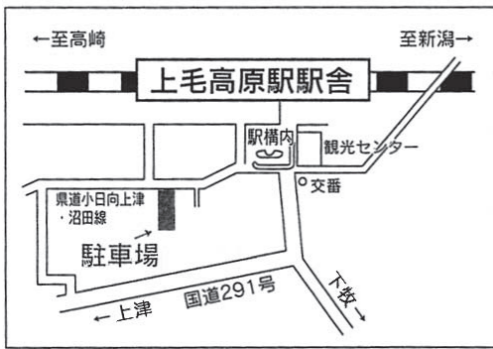 ←至高崎
至新潟→
上毛高原駅駅舎
駅構内
観光センター
交番
県道小日向上津
・沼田線
駐車場
国道291号
←上津
下牧→